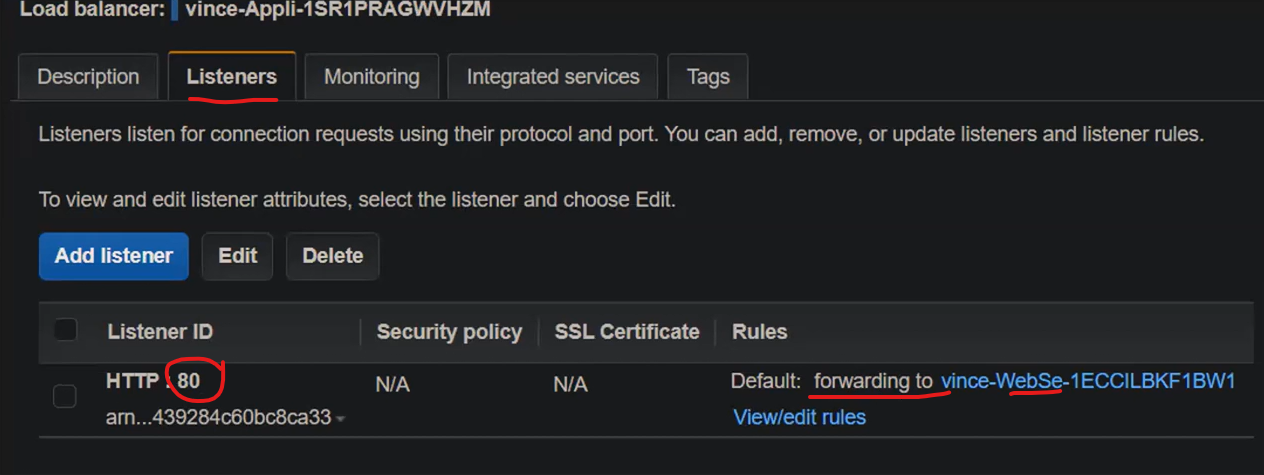 Load balancer: vince-Appli-1SR1PRAGWVHZM
Description Listeners Monitoring Integrated services Tags
Listeners listen for connection requests using their protocol and port. You can add, remove, or update listeners and listener rules.
To view and edit listener attributes, select the listener and choose Edit.
Add listener Edit Delete
Listener ID Security policy SSL Certificate Rules
HTTP : 80 N/A N/A Default: forwarding to vince-WebSe-1ECCILBKF1BW1
arn...439284c60bc8ca33 View/edit rules